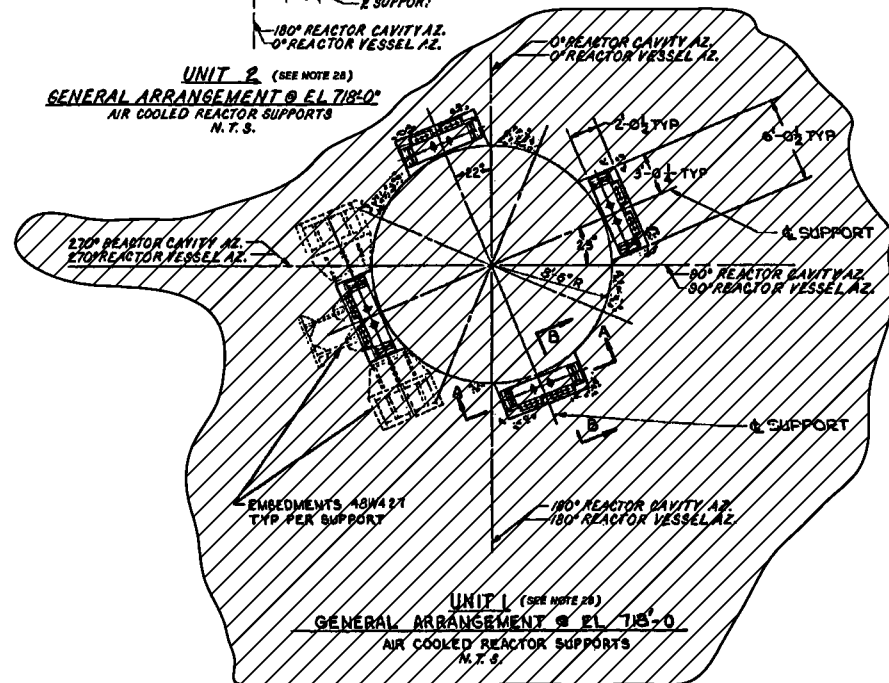 ℄ SUPPORT
180° REACTOR CAVITY AZ.
0° REACTOR VESSEL AZ.
UNIT 2 (SEE NOTE 28)
GENERAL ARRANGEMENT @ EL 718'-0"
AIR COOLED REACTOR SUPPORTS
N.T.S.
0° REACTOR CAVITY AZ.
0° REACTOR VESSEL AZ.
2'-0½ TYP
6'-0½ TYP
3'-0¼ TYP
22°
℄ SUPPORT
270° REACTOR CAVITY AZ.
270° REACTOR VESSEL AZ.
8'-6"R
90° REACTOR CAVITY AZ.
90° REACTOR VESSEL AZ.
B
A
A
B
℄ SUPPORT
EMBEDMENTS 48W427
TYP PER SUPPORT
180° REACTOR CAVITY AZ.
180° REACTOR VESSEL AZ.
UNIT 1 (SEE NOTE 28)
GENERAL ARRANGEMENT @ EL 718'-0
AIR COOLED REACTOR SUPPORTS
N.T.S.